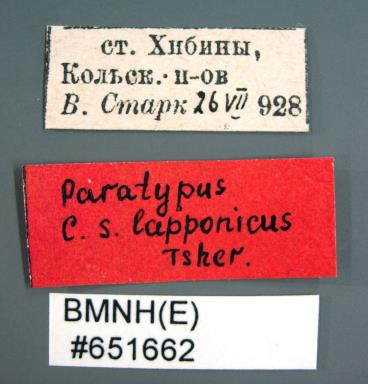 ст. Хибины,
Кольск. п-ов
В. Старк 26 VII 928
Paratypus
C. s. lapponicus
Tsher.
BMNH(E)
#651662